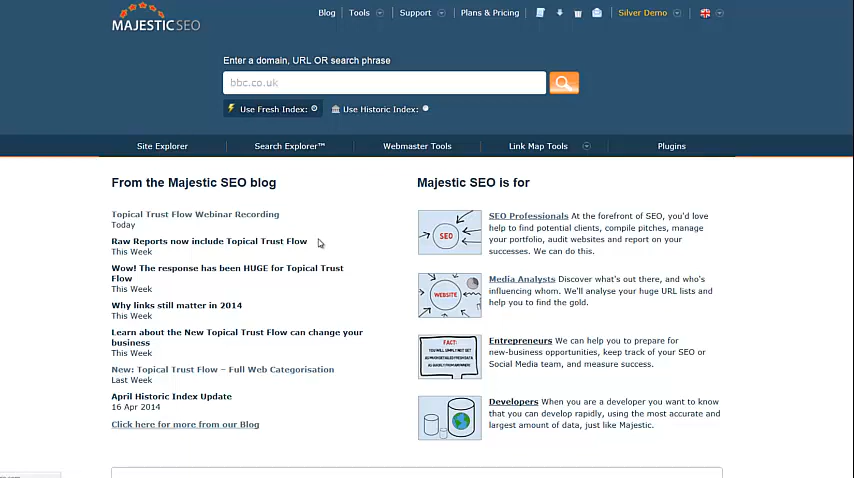 MAJESTIC SEO
Blog
Tools
Support
Plans & Pricing
Silver Demo
Enter a domain, URL OR search phrase
bbc.co.uk
Use Fresh Index:
Use Historic Index:
Site Explorer
Search Explorer™
Webmaster Tools
Link Map Tools
Plugins
From the Majestic SEO blog
Topical Trust Flow Webinar Recording
Today
Raw Reports now include Topical Trust Flow
This Week
Wow! The response has been HUGE for Topical Trust
Flow
This Week
Why links still matter in 2014
This Week
Learn about the New Topical Trust Flow can change your
business
This Week
New: Topical Trust Flow – Full Web Categorisation
Last Week
April Historic Index Update
16 Apr 2014
Click here for more from our Blog
Majestic SEO is for
SEO
SEO Professionals At the forefront of SEO, you'd love
help to find potential clients, compile pitches, manage
your portfolio, audit websites and report on your
successes. We can do this.
WEBSITE
Media Analysts Discover what's out there, and who's
influencing whom. We'll analyse your huge URL lists and
help you to find the gold.
FACT:
Entrepreneurs We can help you to prepare for
new-business opportunities, keep track of your SEO or
Social Media team, and measure success.
Developers When you are a developer you want to know
that you can develop rapidly, using the most accurate and
largest amount of data, just like Majestic.